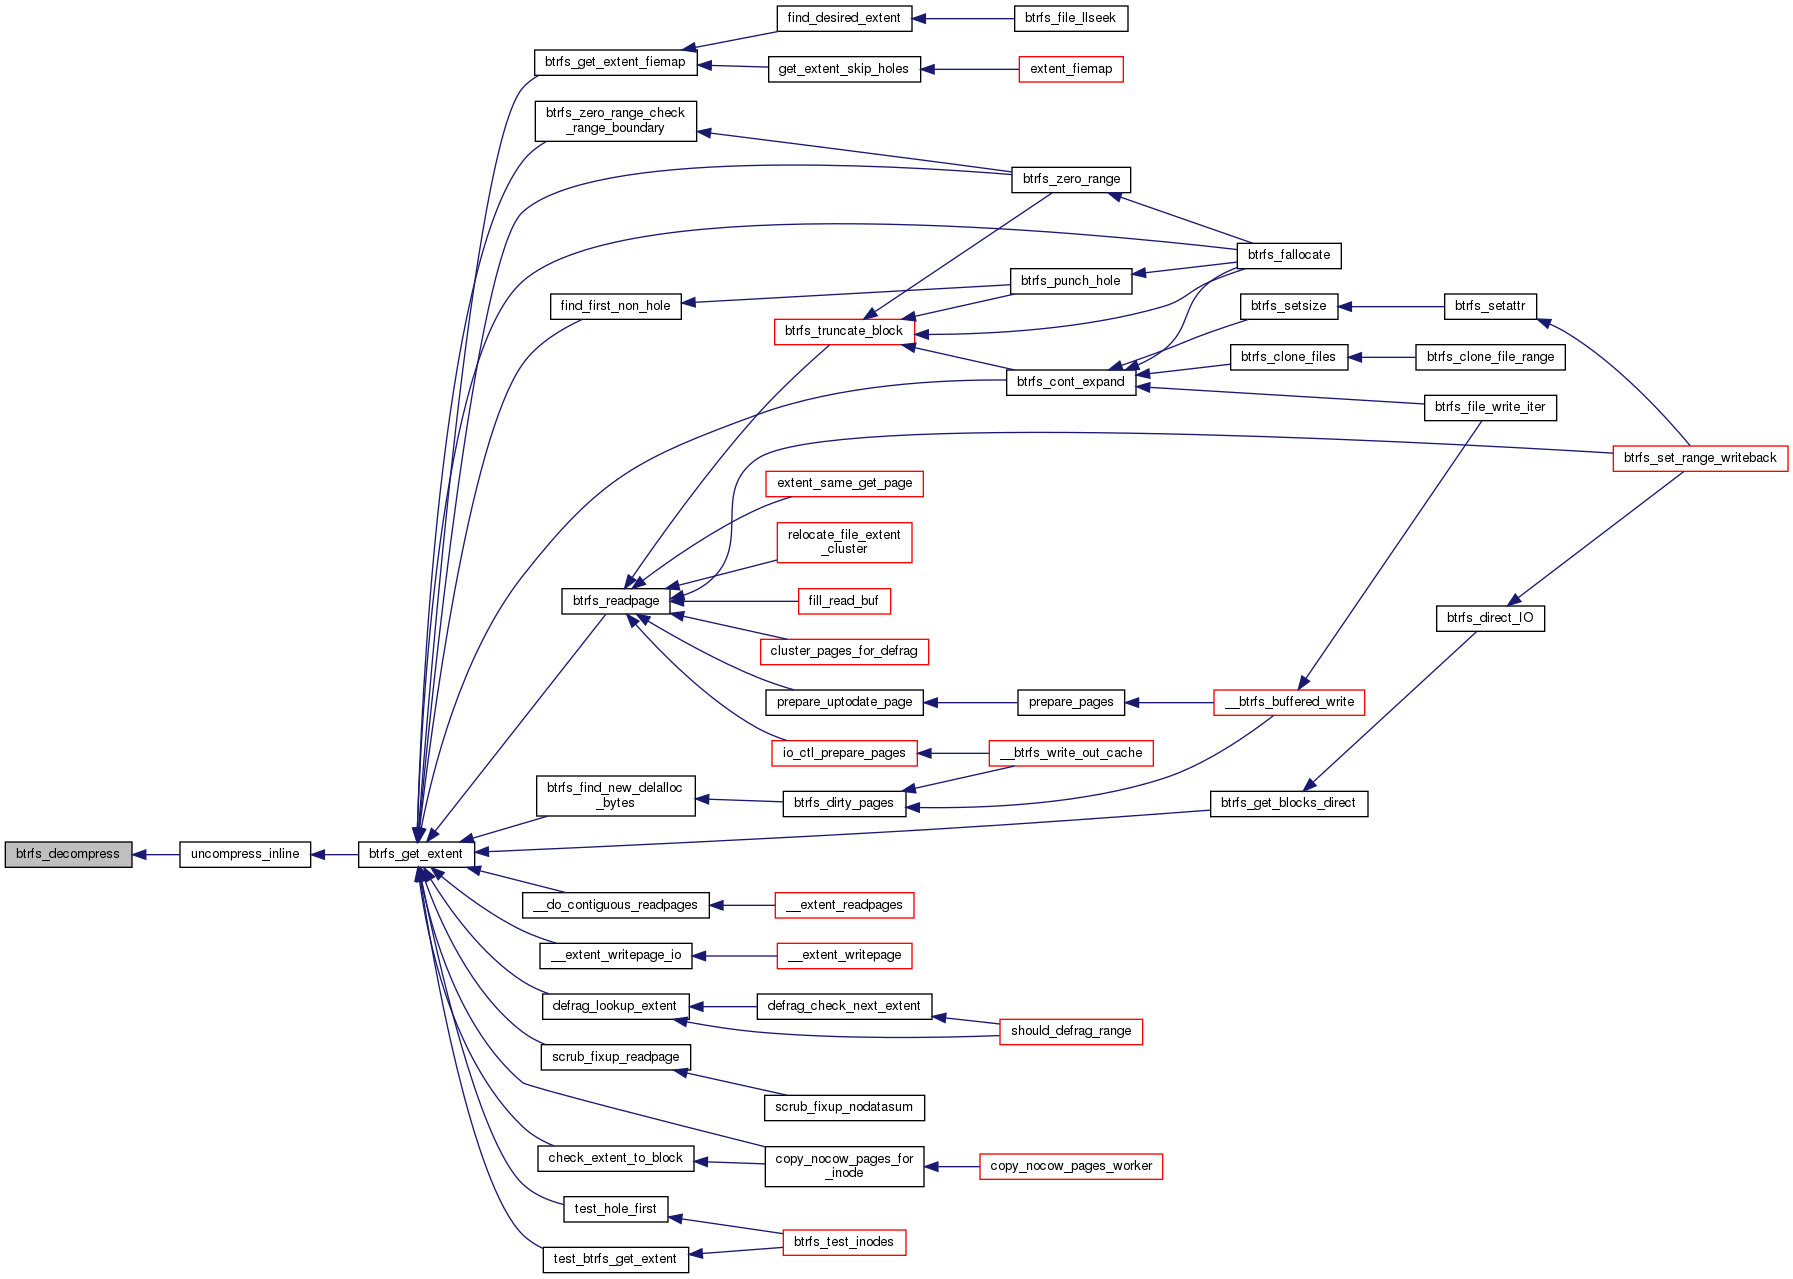 find_desired_extent
btrfs_file_llseek
btrfs_get_extent_fiemap
get_extent_skip_holes
extent_fiemap
btrfs_zero_range_check
_range_boundary
btrfs_zero_range
btrfs_fallocate
btrfs_punch_hole
find_first_non_hole
btrfs_setsize
btrfs_setattr
btrfs_truncate_block
btrfs_clone_files
btrfs_clone_file_range
btrfs_cont_expand
btrfs_file_write_iter
btrfs_set_range_writeback
extent_same_get_page
relocate_file_extent
_cluster
btrfs_readpage
fill_read_buf
btrfs_direct_IO
cluster_pages_for_defrag
prepare_uptodate_page
prepare_pages
__btrfs_buffered_write
io_ctl_prepare_pages
__btrfs_write_out_cache
btrfs_find_new_delalloc
_bytes
btrfs_dirty_pages
btrfs_get_blocks_direct
btrfs_decompress
uncompress_inline
btrfs_get_extent
__do_contiguous_readpages
__extent_readpages
__extent_writepage_io
__extent_writepage
defrag_lookup_extent
defrag_check_next_extent
should_defrag_range
scrub_fixup_readpage
scrub_fixup_nodatasum
check_extent_to_block
copy_nocow_pages_for
_inode
copy_nocow_pages_worker
test_hole_first
btrfs_test_inodes
test_btrfs_get_extent